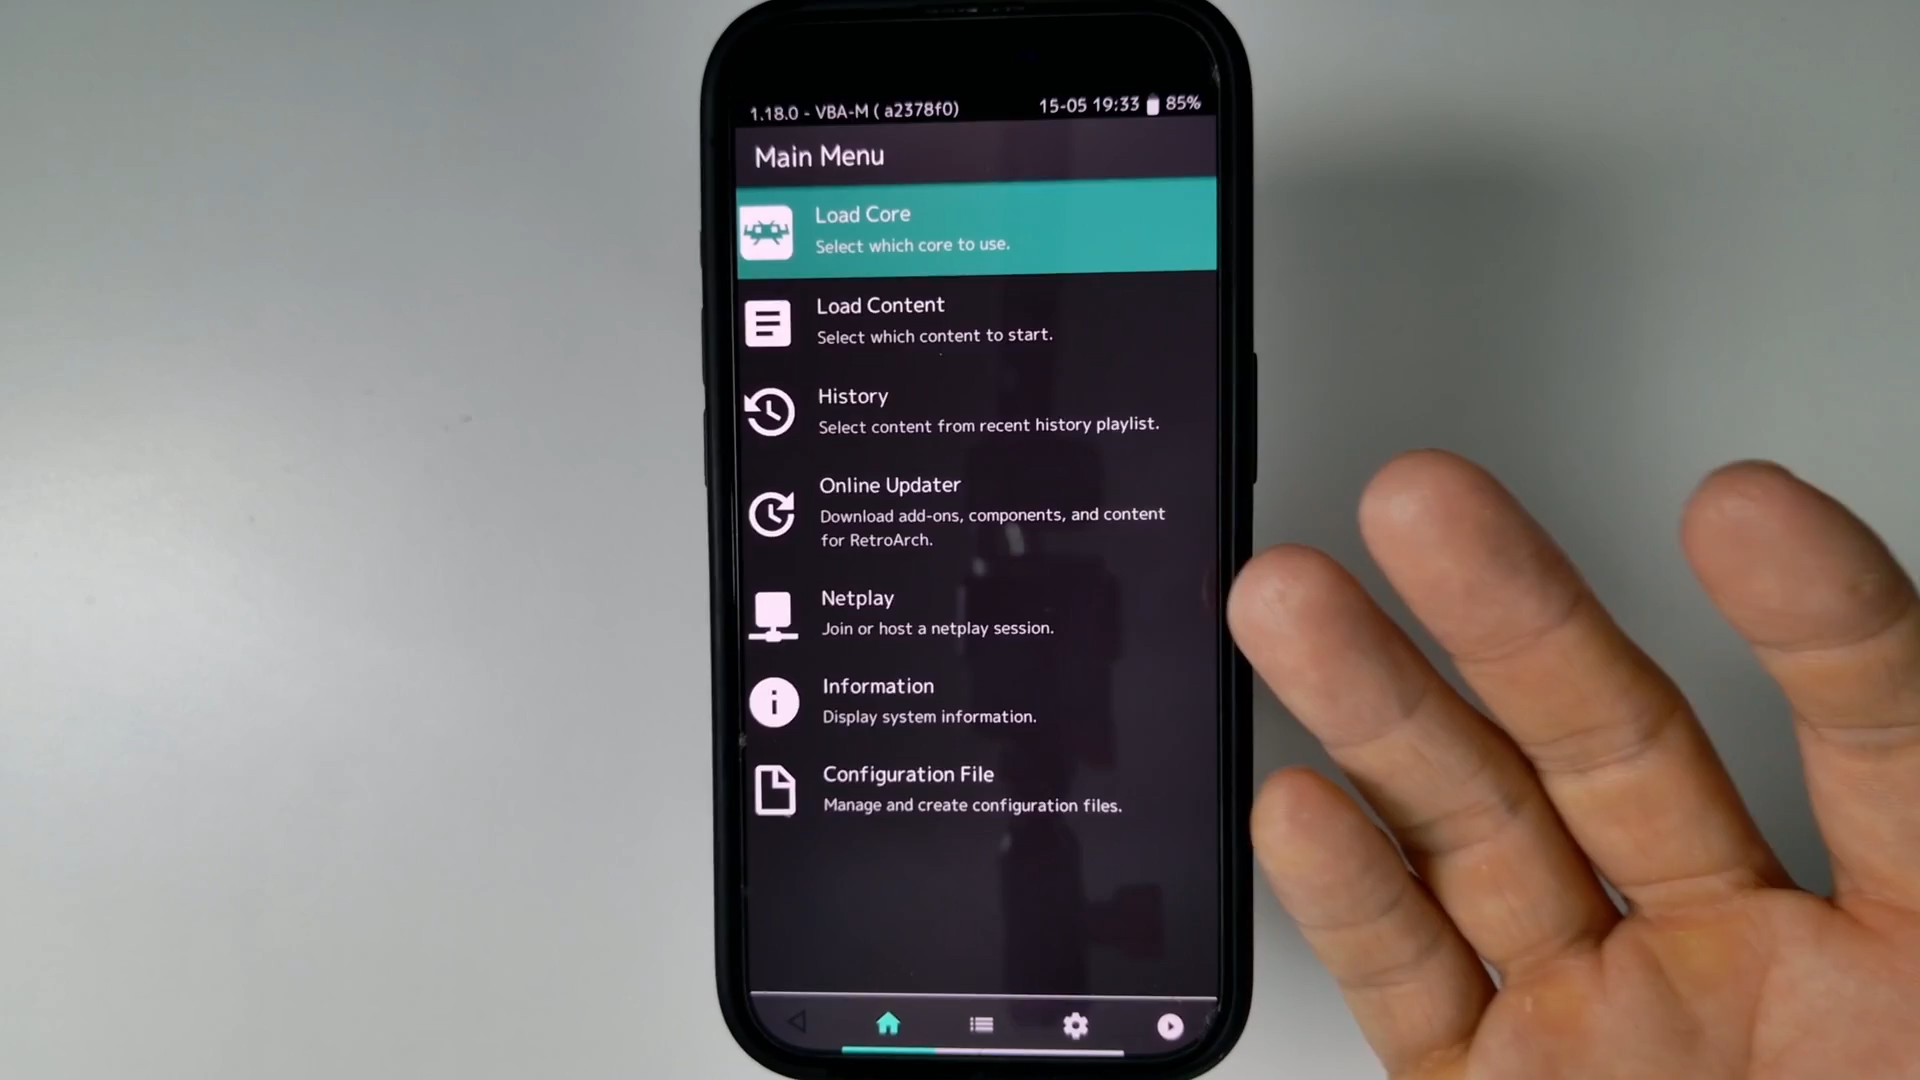 1.18.0 - VBA-M ( a2378f0)
15-05 19:33 85%
Main Menu
Load Core
Select which core to use.
Load Content
Select which content to start.
History
Select content from recent history playlist.
Online Updater
Download add-ons, components, and content
for RetroArch.
Netplay
Join or host a netplay session.
Information
Display system information.
Configuration File
Manage and create configuration files.